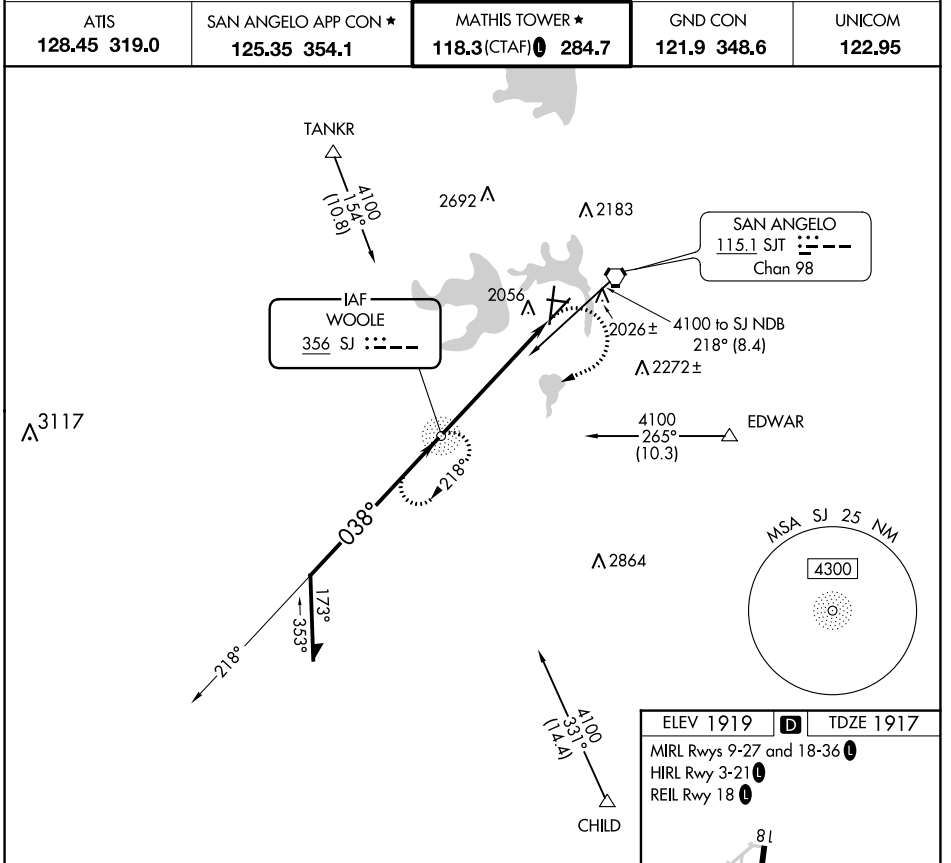 ATIS
128.45 319.0
SAN ANGELO APP CON ★
125.35 354.1
MATHIS TOWER ★
118.3 (CTAF) L 284.7
GND CON
121.9 348.6
UNICOM
122.95
TANKR
4100
154°
(10.8)
2692
2183
SAN ANGELO
115.1 SJT
Chan 98
IAF
WOOLE
356 SJ
2056
2026±
4100 to SJ NDB
218° (8.4)
2272±
3117
4100
265°
(10.3)
EDWAR
218°
038°
2864
MSA SJ 25 NM
4300
173°
353°
218°
4100
331°
(14.4)
CHILD
ELEV 1919 D TDZE 1917
MIRL Rwys 9-27 and 18-36 L
HIRL Rwy 3-21 L
REIL Rwy 18 L
18